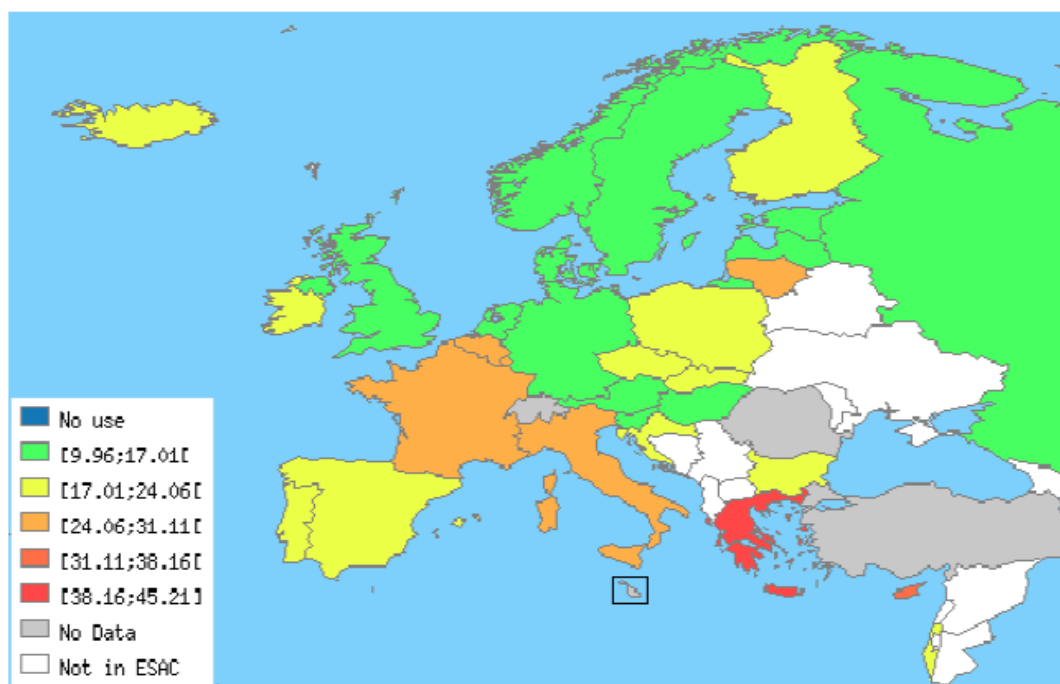 No use
[9.96;17.01[
[17.01;24.06[
[24.06;31.11[
[31.11;38.16[
[38.16;45.21]
No Data
Not in ESAC